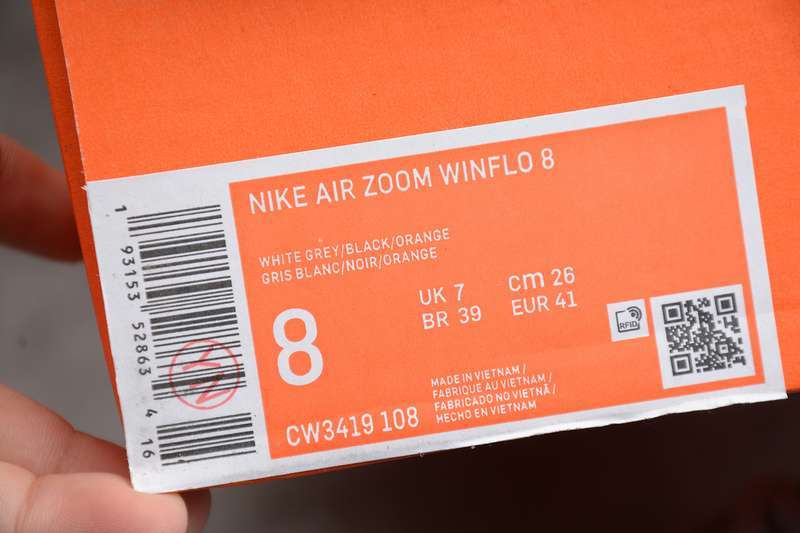 NIKE AIR ZOOM WINFLO 8
WHITE GREY/BLACK/ORANGE
GRIS BLANC/NOIR/ORANGE
8
UK 7
cm 26
BR 39
EUR 41
RFID
MADE IN VIETNAM /
FABRIQUE AU VIETNAM /
FABRICADO NO VIETNÃ /
HECHO EN VIETNAM
CW3419 108
1 93153 52863 4 16